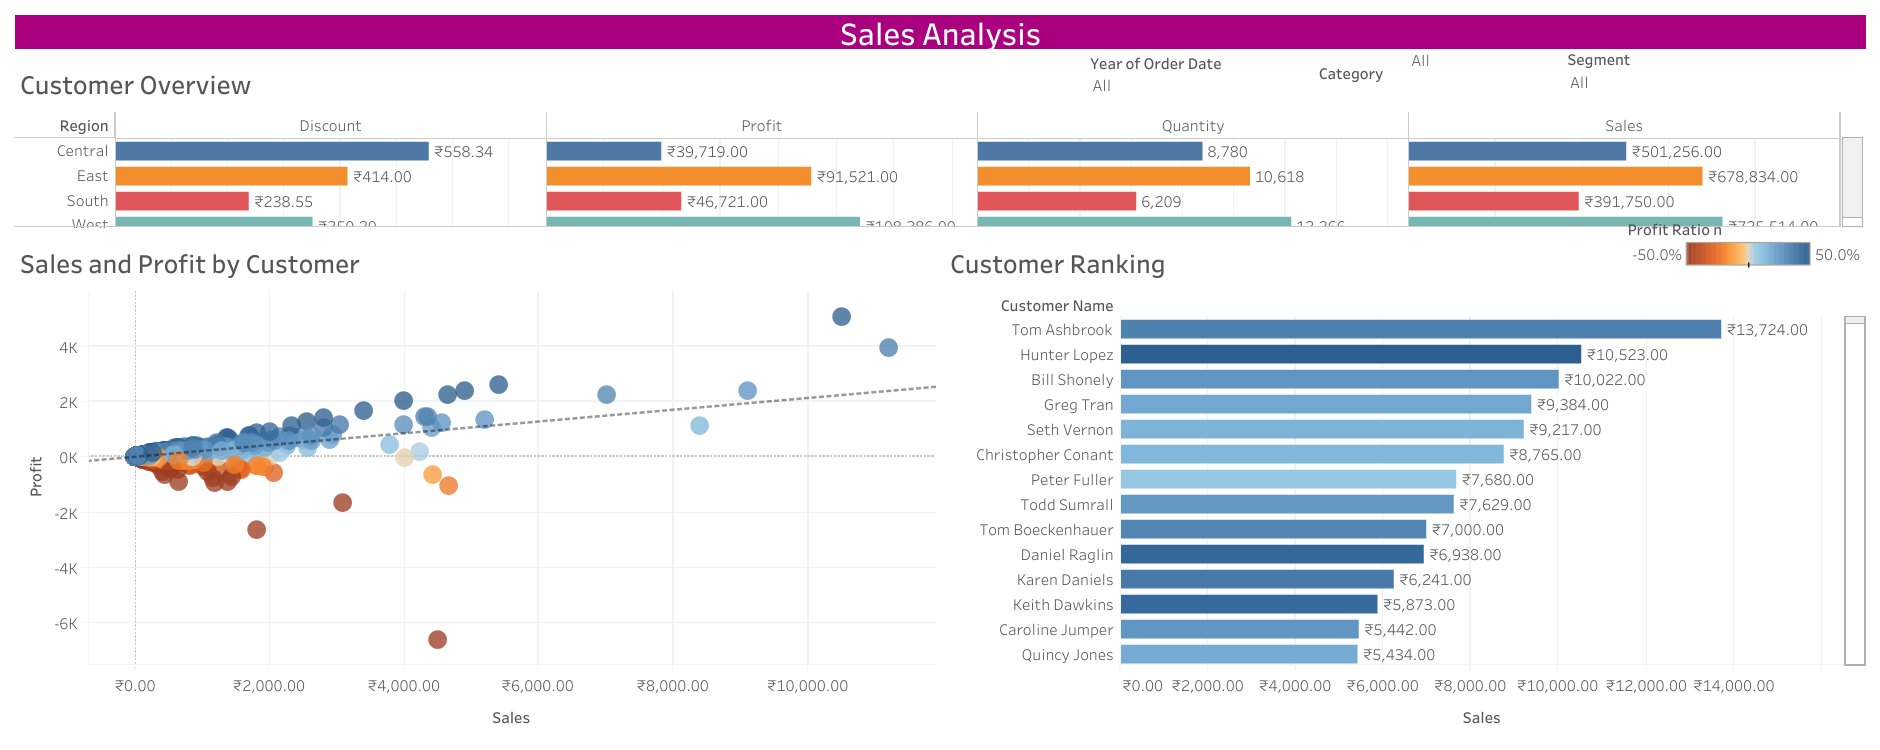 Sales Analysis
Customer Overview
Year of Order Date
All
Category
All
Segment
All
Region Discount Profit Quantity Sales
Central ₹558.34 ₹39,719.00 8,780 ₹501,256.00
East ₹414.00 ₹91,521.00 10,618 ₹678,834.00
South ₹238.55 ₹46,721.00 6,209 ₹391,750.00
West
Profit Ratio n
-50.0% 50.0%
Sales and Profit by Customer
Profit
4K
2K
0K
-2K
-4K
-6K
₹0.00 ₹2,000.00 ₹4,000.00 ₹6,000.00 ₹8,000.00 ₹10,000.00
Sales
Customer Ranking
Customer Name
Tom Ashbrook ₹13,724.00
Hunter Lopez ₹10,523.00
Bill Shonely ₹10,022.00
Greg Tran ₹9,384.00
Seth Vernon ₹9,217.00
Christopher Conant ₹8,765.00
Peter Fuller ₹7,680.00
Todd Sumrall ₹7,629.00
Tom Boeckenhauer ₹7,000.00
Daniel Raglin ₹6,938.00
Karen Daniels ₹6,241.00
Keith Dawkins ₹5,873.00
Caroline Jumper ₹5,442.00
Quincy Jones ₹5,434.00
₹0.00 ₹2,000.00 ₹4,000.00 ₹6,000.00 ₹8,000.00 ₹10,000.00 ₹12,000.00 ₹14,000.00
Sales